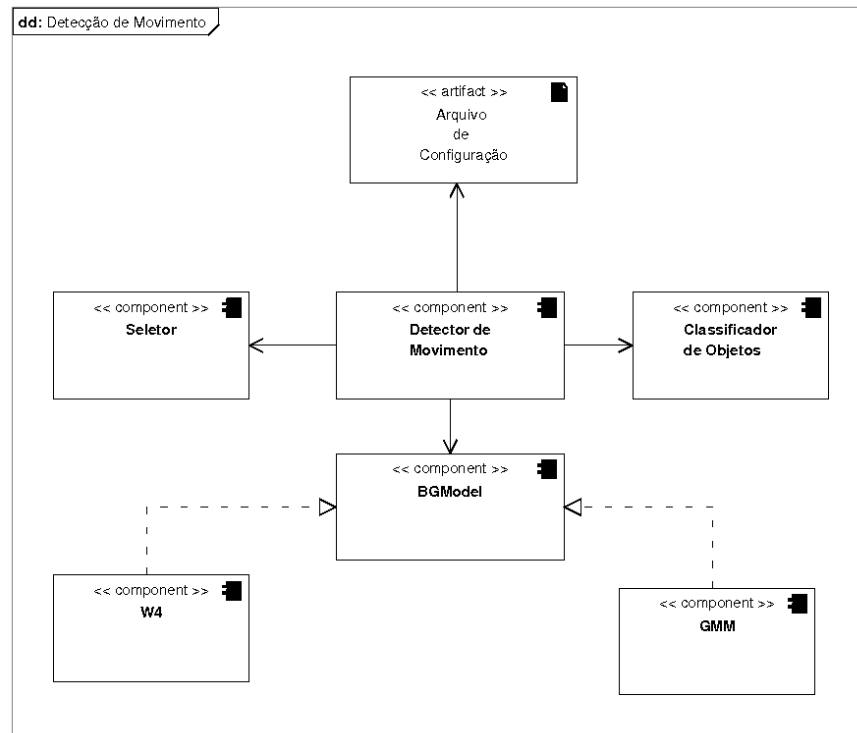 dd: Detecção de Movimento
<< artifact >>
Arquivo
de
Configuração
<< component >>
Seletor
<< component >>
Detector de
Movimento
<< component >>
Classificador
de Objetos
<< component >>
BGModel
<< component >>
W4
<< component >>
GMM